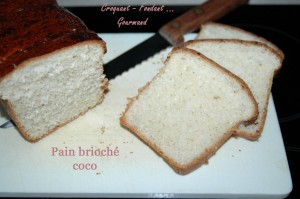 Croquant - Fondant ...
Gourmand
Pain brioché
coco